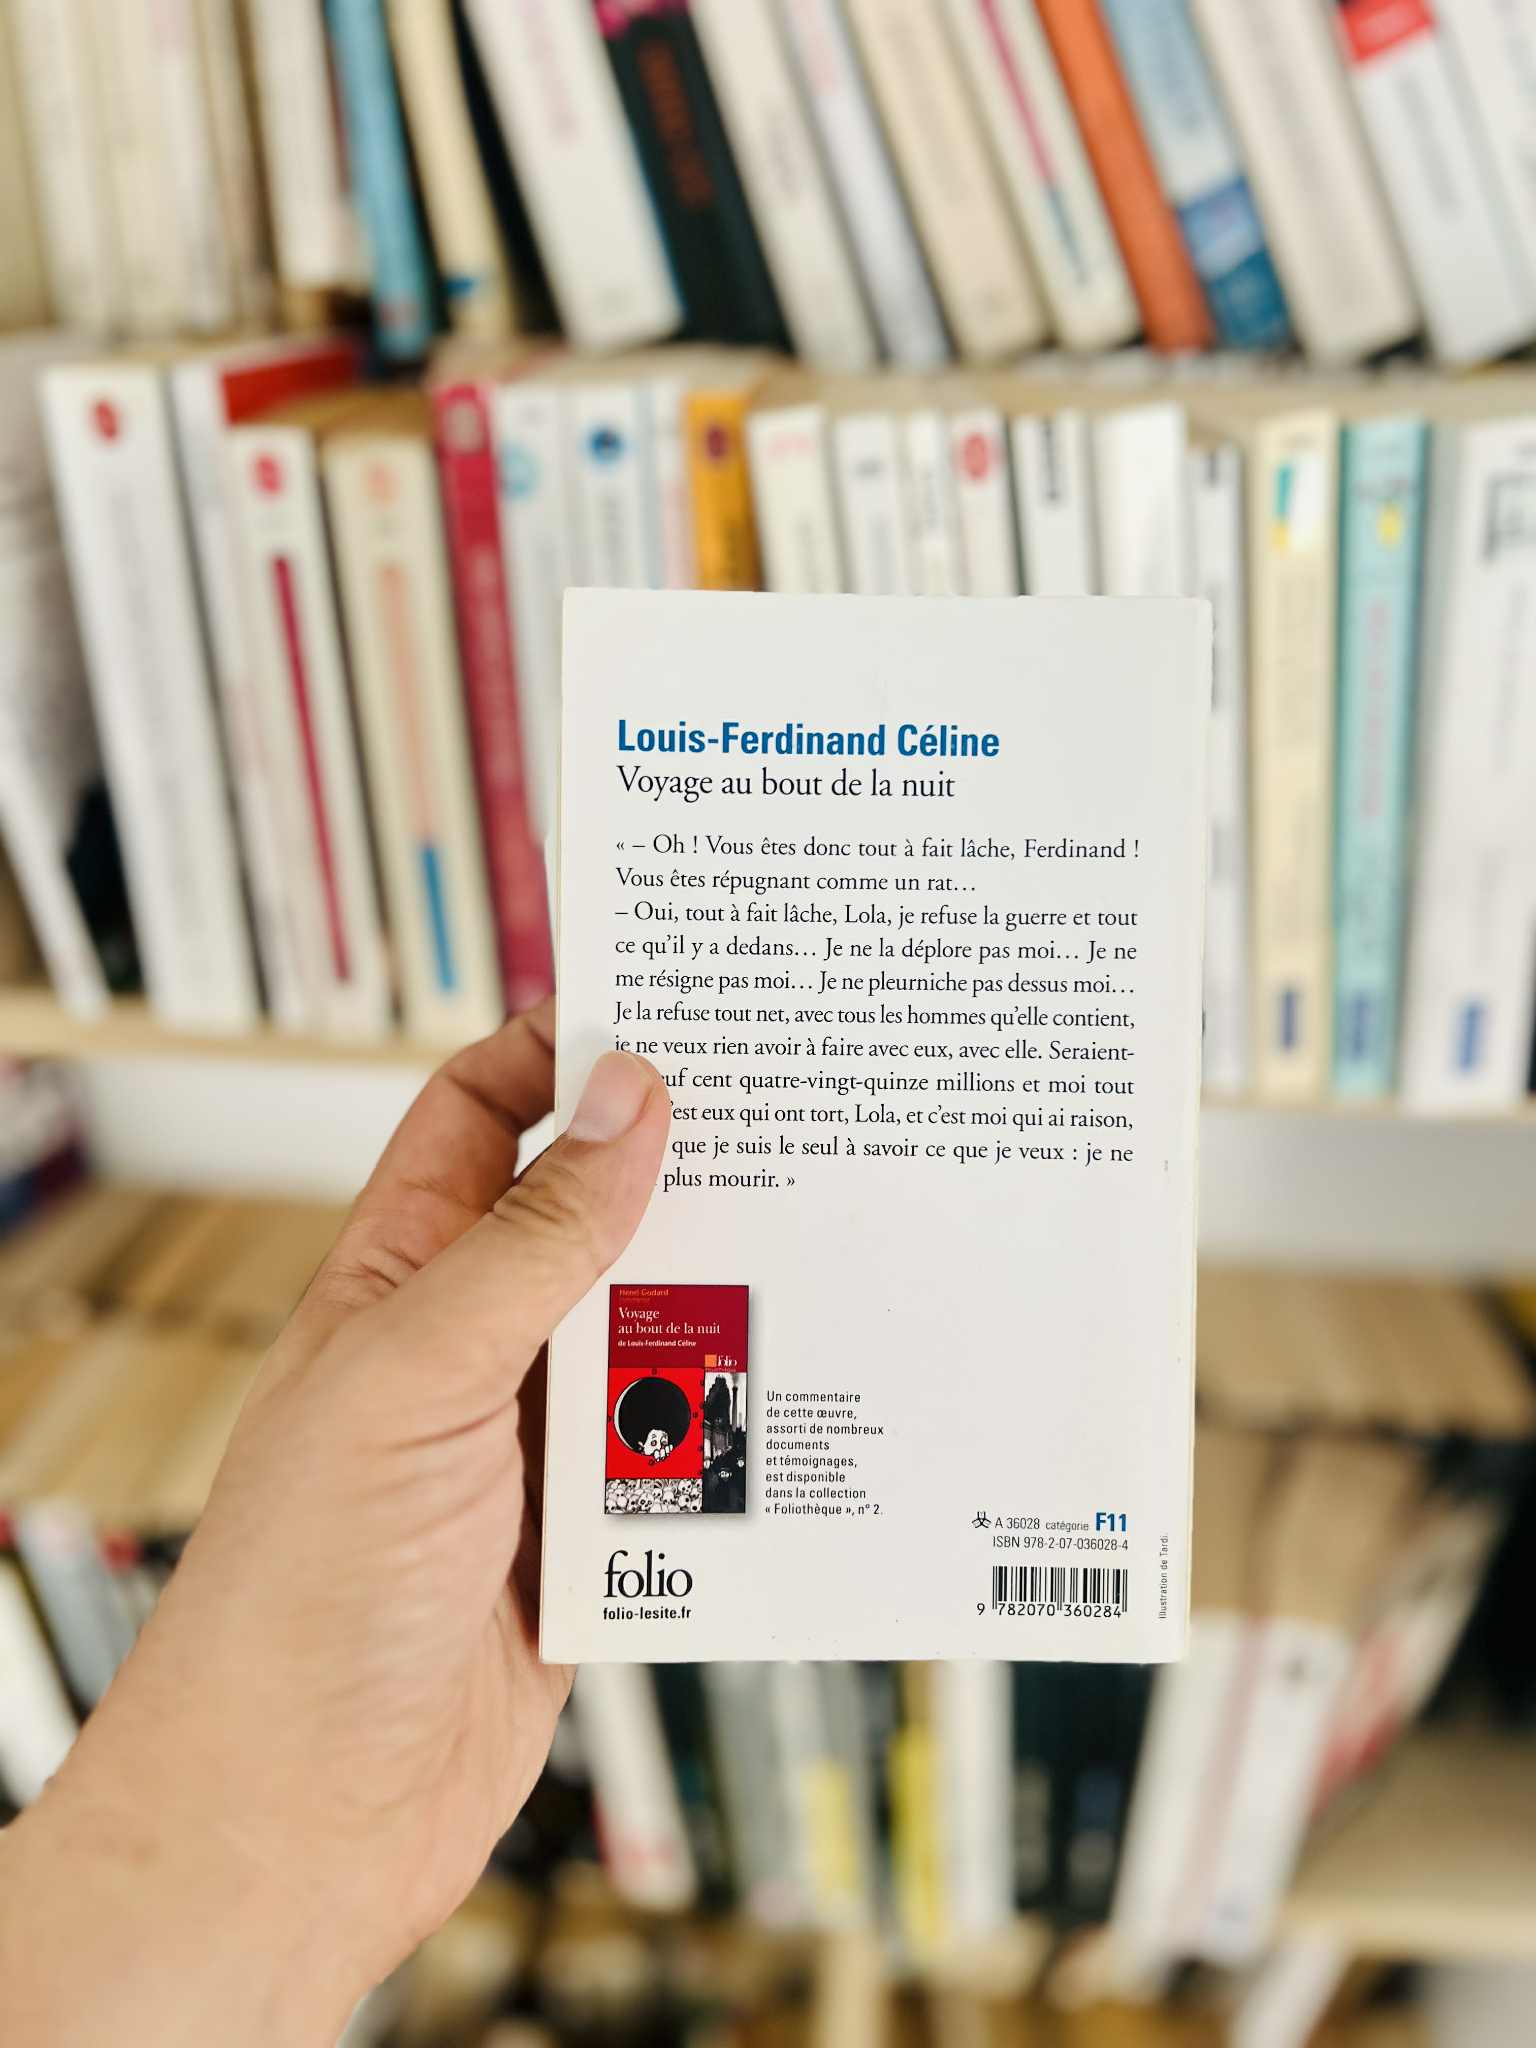 Louis-Ferdinand Céline
Voyage au bout de la nuit
« – Oh ! Vous êtes donc tout à fait lâche, Ferdinand !
Vous êtes répugnant comme un rat…
– Oui, tout à fait lâche, Lola, je refuse la guerre et tout
ce qu’il y a dedans… Je ne la déplore pas moi… Je ne
me résigne pas moi… Je ne pleurniche pas dessus moi…
Je la refuse tout net, avec tous les hommes qu’elle contient,
je ne veux rien avoir à faire avec eux, avec elle. Seraient-
cent quatre-vingt-quinze millions et moi tout
eux qui ont tort, Lola, et c’est moi qui ai raison,
que je suis le seul à savoir ce que je veux : je ne
plus mourir. »
Henri Godard
Voyage
au bout de la nuit
de Louis-Ferdinand Céline
folio
Un commentaire
de cette œuvre,
assorti de nombreux
documents
et témoignages,
est disponible
dans la collection
« Foliothèque », n° 2.
A 36028 catégorie F11
ISBN 978-2-07-036028-4
9 782070 360284
Illustration de Tardi.
folio
folio-lesite.fr